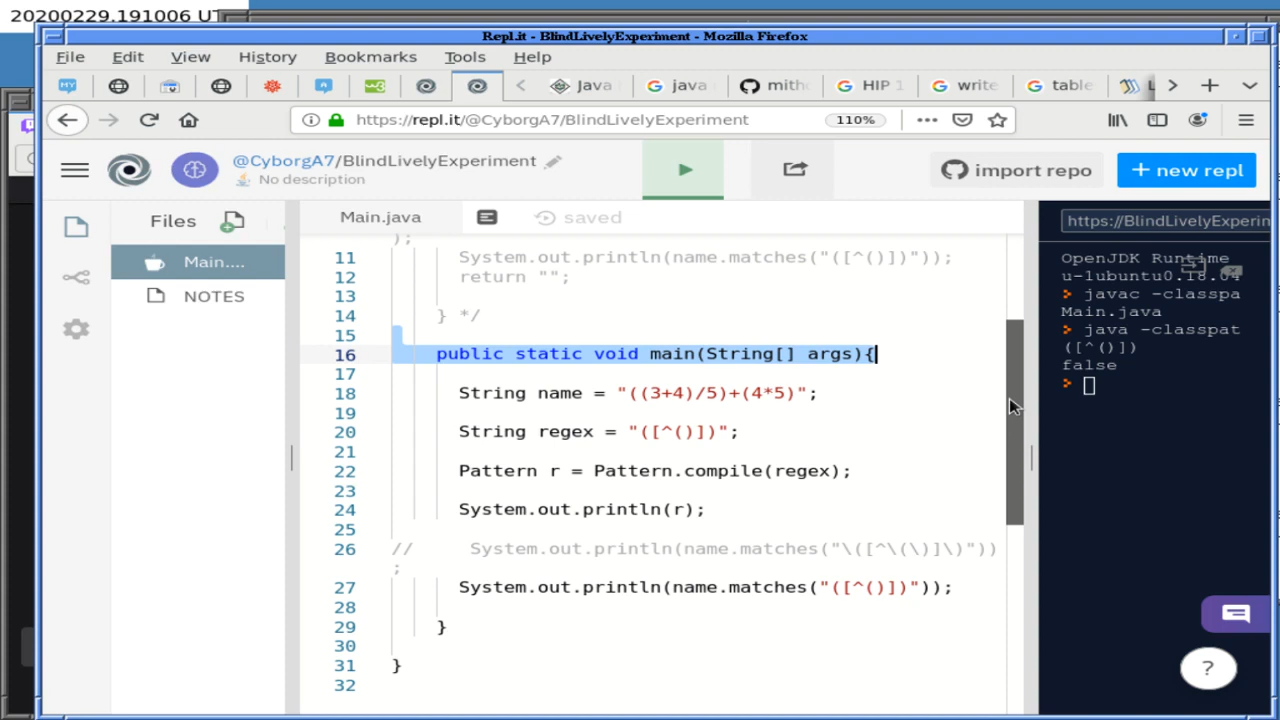 20200229.191006 UT
Repl.it - BlindLivelyExperiment - Mozilla Firefox
File Edit View History Bookmarks Tools Help
Java java mith HIP 1 write table L
https://repl.it/@CyborgA7/BlindLivelyExperiment 110%
@CyborgA7/BlindLivelyExperiment
No description
import repo
+ new repl
Files
Main.java
saved
https://BlindLivelyExperin
Main....
NOTES
);
11 System.out.println(name.matches("([^()])"));
12 return "";
13
14 } */
15
16 public static void main(String[] args){
17
18 String name = "((3+4)/5)+(4*5)";
19
20 String regex = "([^()])";
21
22 Pattern r = Pattern.compile(regex);
23
24 System.out.println(r);
25
26 // System.out.println(name.matches("\([^\(\)]\)"))
;
27 System.out.println(name.matches("([^()])"));
28
29 }
30
31 }
32
OpenJDK Runtime
u-lubuntu0.18.04
> javac -classpa
Main.java
> java -classpat
([^()])
false
>
?